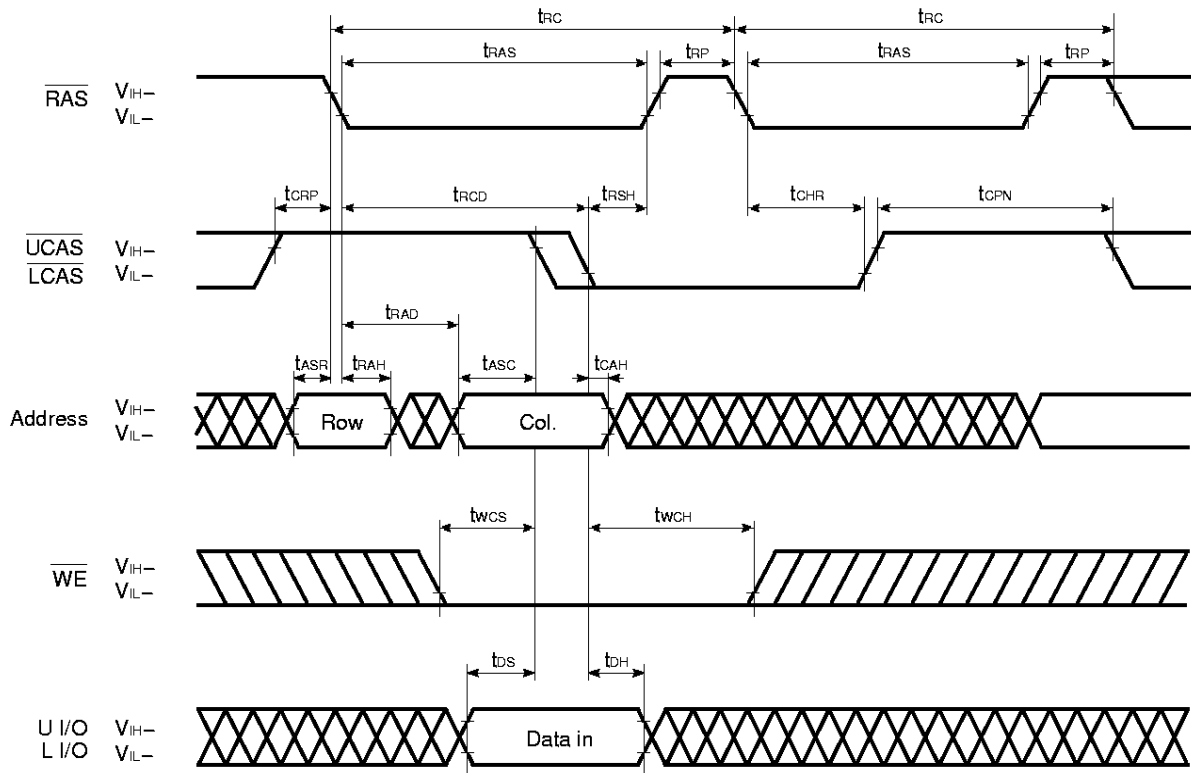 tRC tRC
tRAS tRP tRAS tRP
RAS VIH–
VIL–
tCRP tRCD tRSH tCHR tCPN
UCAS VIH–
LCAS VIL–
tRAD
tASR tRAH tASC tCAH
Address VIH–
VIL–
Row Col.
tWCS tWCH
WE VIH–
VIL–
tDS tDH
U I/O VIH–
L I/O VIL–
Data in